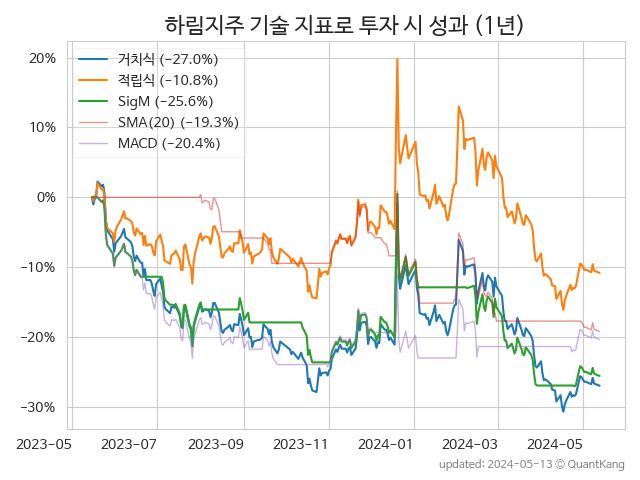 하림지주 기술 지표로 투자 시 성과 (1년)
20%
10%
0%
−10%
−20%
−30%
거치식 (−27.0%)
적립식 (−10.8%)
SigM (−25.6%)
SMA(20) (−19.3%)
MACD (−20.4%)
2023-05
2023-07
2023-09
2023-11
2024-01
2024-03
2024-05
updated: 2024-05-13 © QuantKang